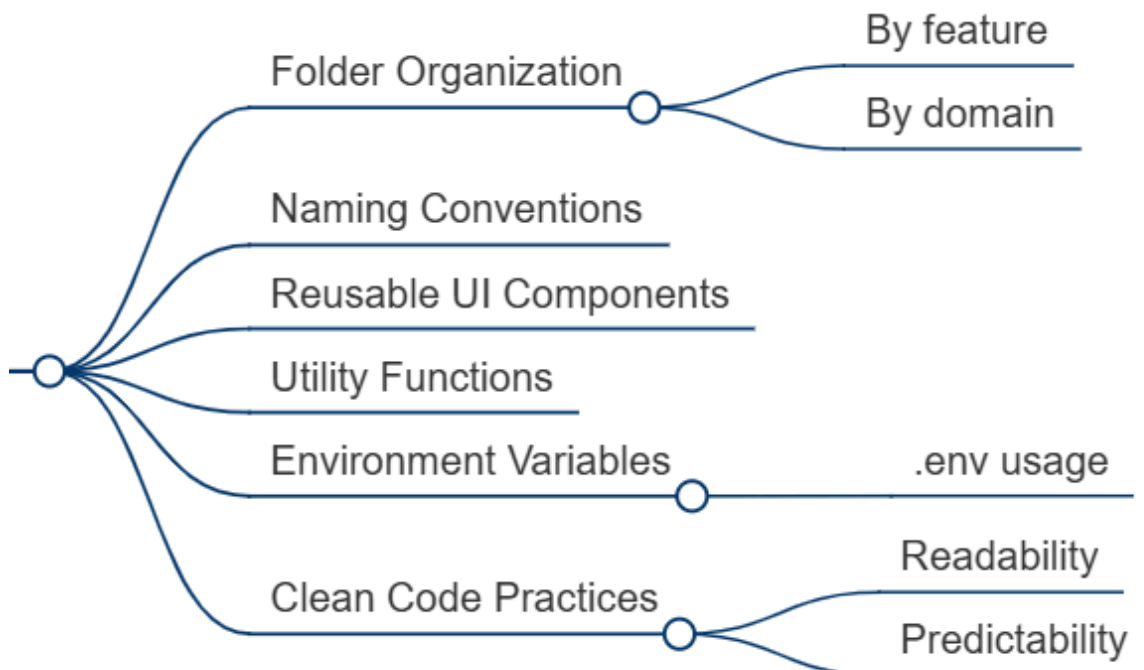 Folder Organization
By feature
By domain
Naming Conventions
Reusable UI Components
Utility Functions
Environment Variables
.env usage
Clean Code Practices
Readability
Predictability